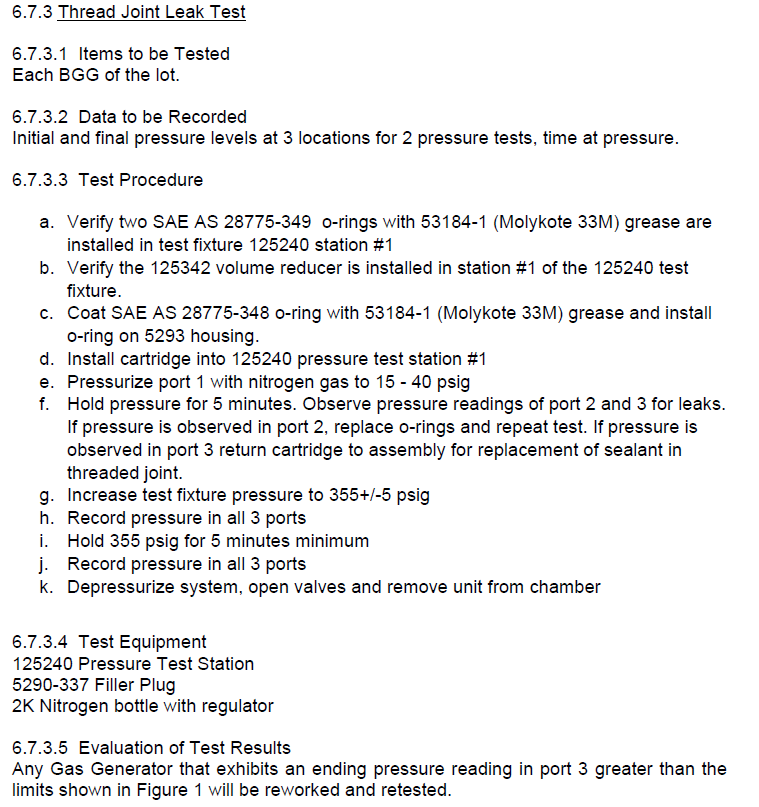 6.7.3 Thread Joint Leak Test
6.7.3.1 Items to be Tested
Each BGG of the lot.
6.7.3.2 Data to be Recorded
Initial and final pressure levels at 3 locations for 2 pressure tests, time at pressure.
6.7.3.3 Test Procedure
a. Verify two SAE AS 28775-349 o-rings with 53184-1 (Molykote 33M) grease are
installed in test fixture 125240 station #1
b. Verify the 125342 volume reducer is installed in station #1 of the 125240 test
fixture.
c. Coat SAE AS 28775-348 o-ring with 53184-1 (Molykote 33M) grease and install
o-ring on 5293 housing.
d. Install cartridge into 125240 pressure test station #1
e. Pressurize port 1 with nitrogen gas to 15 - 40 psig
f. Hold pressure for 5 minutes. Observe pressure readings of port 2 and 3 for leaks.
If pressure is observed in port 2, replace o-rings and repeat test. If pressure is
observed in port 3 return cartridge to assembly for replacement of sealant in
threaded joint.
g. Increase test fixture pressure to 355+/-5 psig
h. Record pressure in all 3 ports
i. Hold 355 psig for 5 minutes minimum
j. Record pressure in all 3 ports
k. Depressurize system, open valves and remove unit from chamber
6.7.3.4 Test Equipment
125240 Pressure Test Station
5290-337 Filler Plug
2K Nitrogen bottle with regulator
6.7.3.5 Evaluation of Test Results
Any Gas Generator that exhibits an ending pressure reading in port 3 greater than the
limits shown in Figure 1 will be reworked and retested.